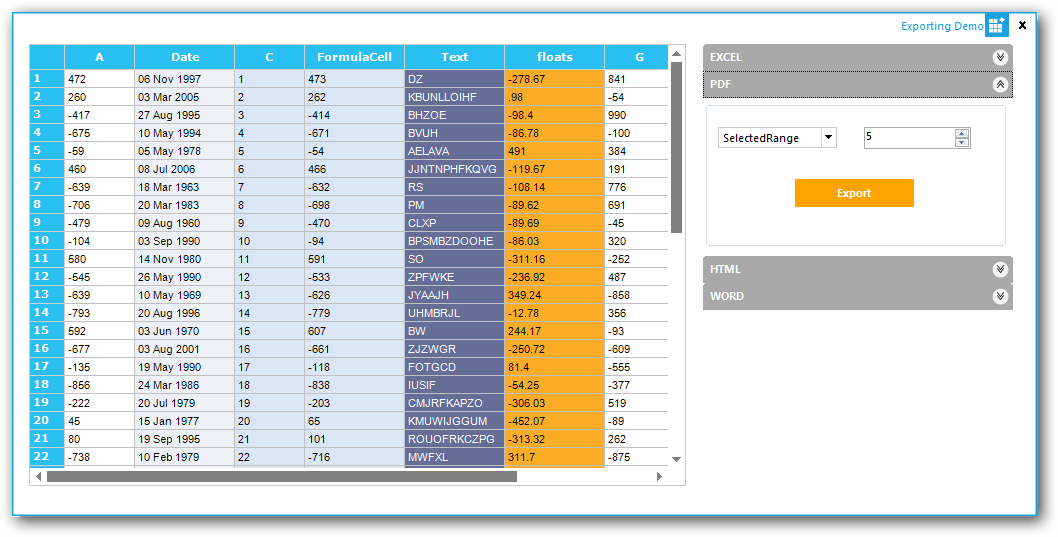 Exporting Demo x
A Date C FormulaCell Text floats G
1 472 06 Nov 1997 1 473 DZ -278.67 841
2 260 03 Mar 2005 2 262 KBUNLLOIHF .98 -54
3 -417 27 Aug 1995 3 -414 BHZOE -98.4 990
4 -675 10 May 1994 4 -671 BVUH -86.78 -100
5 -59 05 May 1978 5 -54 AELAVA 491 384
6 460 08 Jul 2006 6 466 JJNTNPHFKQVG -119.67 191
7 -639 18 Mar 1963 7 -632 RS -108.14 776
8 -706 20 Mar 1983 8 -698 PM -89.62 691
9 -479 09 Aug 1960 9 -470 CLXP -89.69 -45
10 -104 03 Sep 1990 10 -94 BPSMBZDOOHE -86.03 320
11 580 14 Nov 1980 11 591 SO -311.16 -252
12 -545 26 May 1990 12 -533 ZPFWKE -236.92 487
13 -639 10 May 1969 13 -626 JYAAJH 349.24 -858
14 -793 20 Aug 1996 14 -779 UHMBRJL -12.78 356
15 592 03 Jun 1970 15 607 BW 244.17 -93
16 -677 03 Aug 2001 16 -661 ZJZWGR -250.72 -609
17 -135 19 May 1990 17 -118 FOTGCD 81.4 -555
18 -856 24 Mar 1986 18 -838 IUSIF -54.25 -377
19 -222 20 Jul 1979 19 -203 CMJRFKAPZO -306.03 519
20 45 15 Jan 1977 20 65 KMUWIJGGUM -452.07 -89
21 80 19 Sep 1995 21 101 ROUOFRKCZPG -313.32 262
22 -738 10 Feb 1979 22 -716 MWFXL 311.7 -875
EXCEL
PDF
SelectedRange 5
Export
HTML
WORD